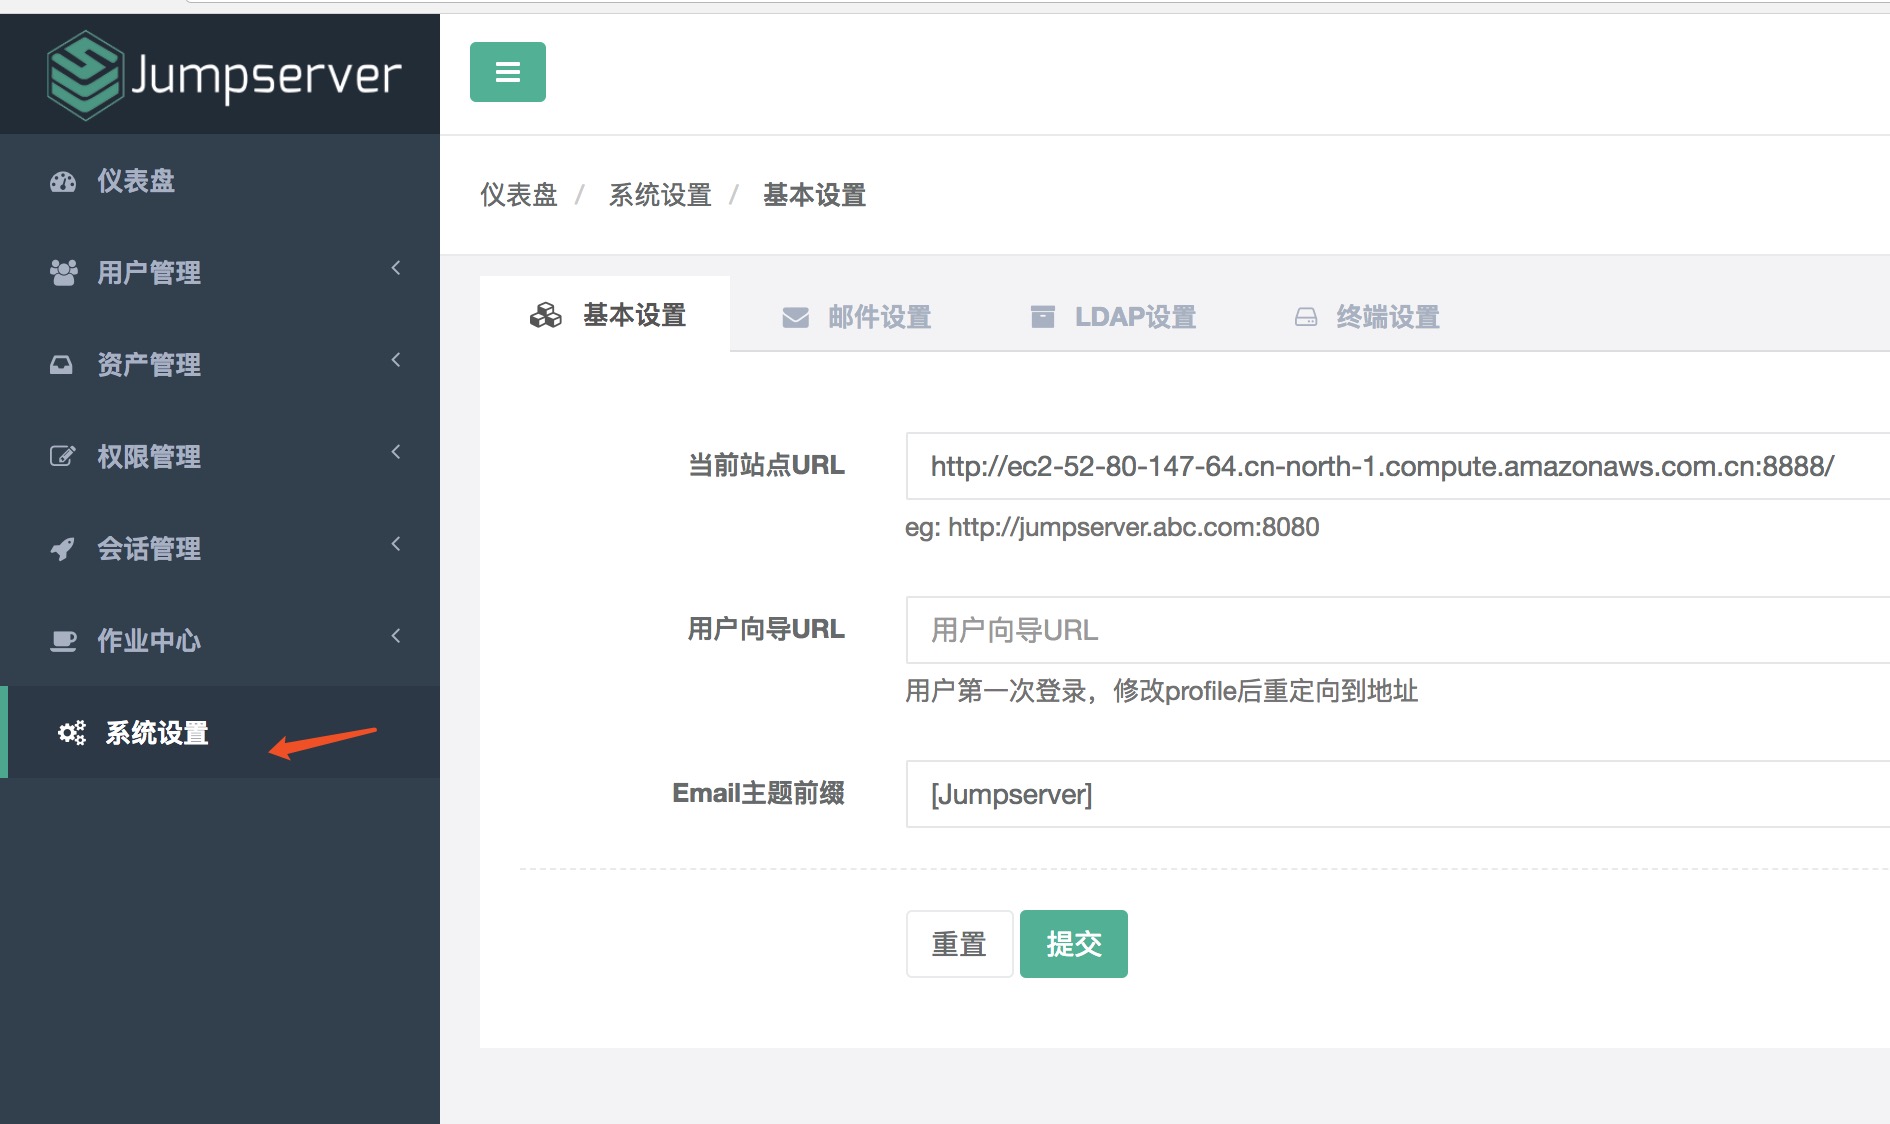 Jumpserver
仪表盘
用户管理
资产管理
权限管理
会话管理
作业中心
系统设置
仪表盘 / 系统设置 / 基本设置
基本设置 邮件设置 LDAP设置 终端设置
当前站点URL http://ec2-52-80-147-64.cn-north-1.compute.amazonaws.com.cn:8888/
eg: http://jumpserver.abc.com:8080
用户向导URL 用户向导URL
用户第一次登录，修改profile后重定向到地址
Email主题前缀 [Jumpserver]
重置 提交